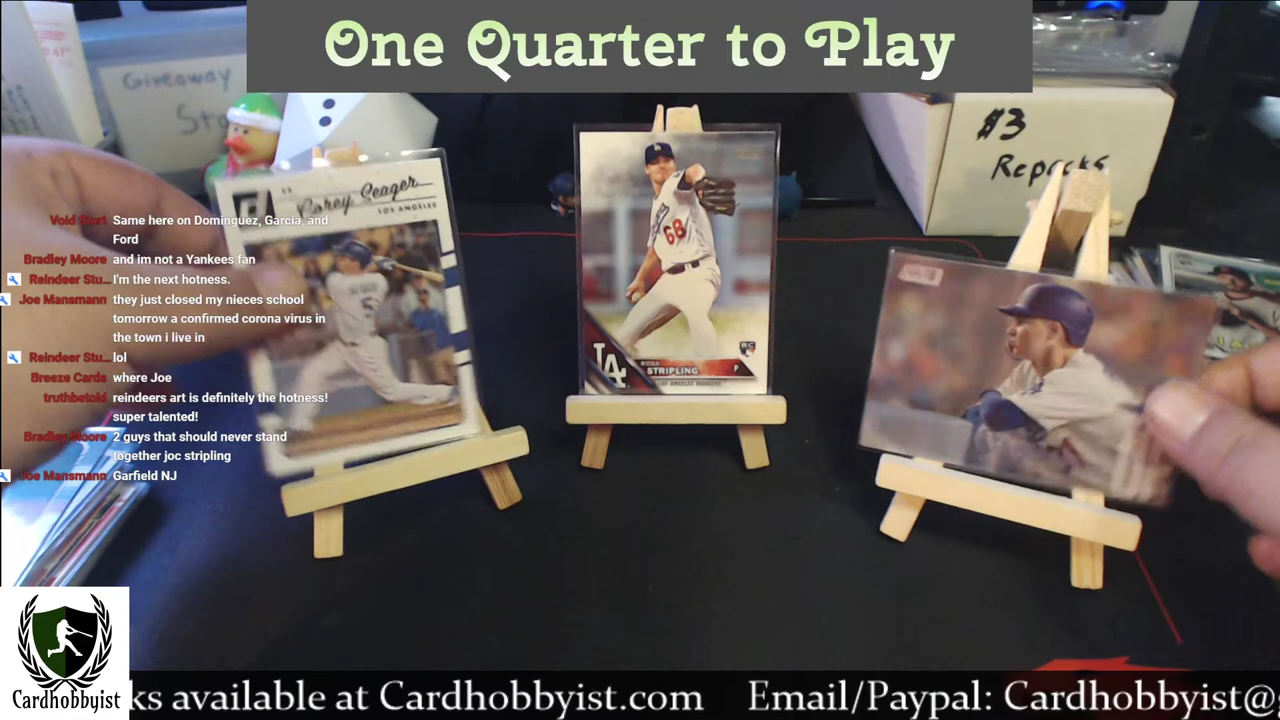 One Quarter to Play
Giveaway
#3
Repacks
Corey Seager
LOS ANGELES
68
RC
ROSS
STRIPLING
P
LOS ANGELES DODGERS
LA
Void Start Same here on Dominguez, Garcia, and
Ford
Bradley Moore and im not a Yankees fan
Reindeer Stu... I'm the next hotness.
Joe Mansmann they just closed my nieces school
tomorrow a confirmed corona virus in
the town i live in
Reindeer Stu... lol
Breeze Cards where Joe
truthbetold reindeers art is definitely the hotness!
super talented!
Bradley Moore 2 guys that should never stand
together joc stripling
Joe Mansmann Garfield NJ
Cardhobbyist
ks available at Cardhobbyist.com Email/Paypal: Cardhobbyist@